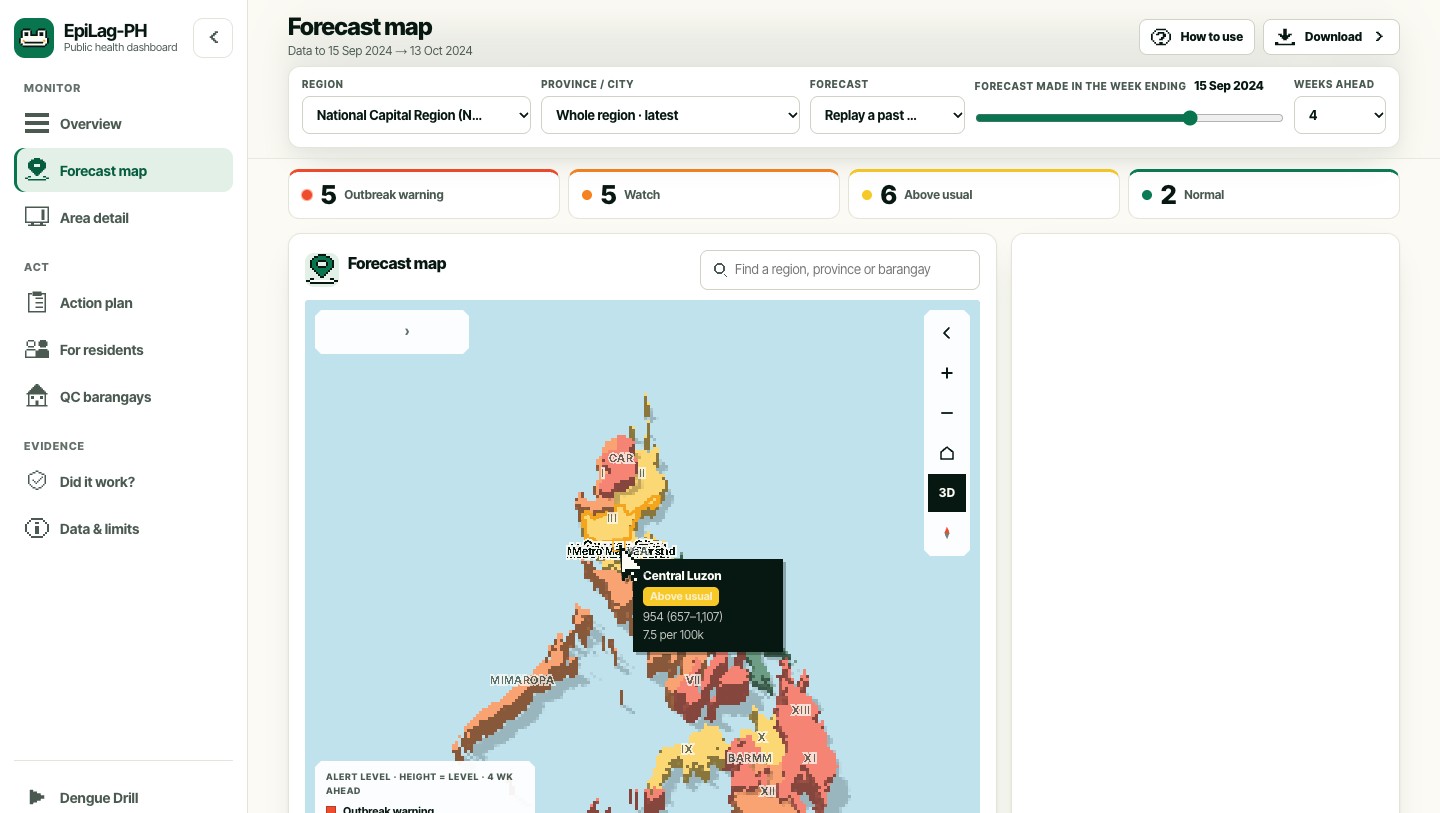 EpiLag-PH
Public health dashboard
MONITOR
Overview
Forecast map
Area detail
ACT
Action plan
For residents
QC barangays
EVIDENCE
Did it work?
Data & limits
Dengue Drill
Forecast map
Data to 15 Sep 2024 → 13 Oct 2024
How to use
Download
REGION
National Capital Region (N...
PROVINCE / CITY
Whole region · latest
FORECAST
Replay a past ...
FORECAST MADE IN THE WEEK ENDING 15 Sep 2024
WEEKS AHEAD
4
5 Outbreak warning
5 Watch
6 Above usual
2 Normal
Forecast map
Find a region, province or barangay
3D
CAR
I
II
III
Central Luzon
Above usual
954 (657–1,107)
7.5 per 100k
MIMAROPA
VII
XIII
X
IX
BARMM
XI
XII
ALERT LEVEL · HEIGHT = LEVEL · 4 WK
AHEAD
Outbreak warning